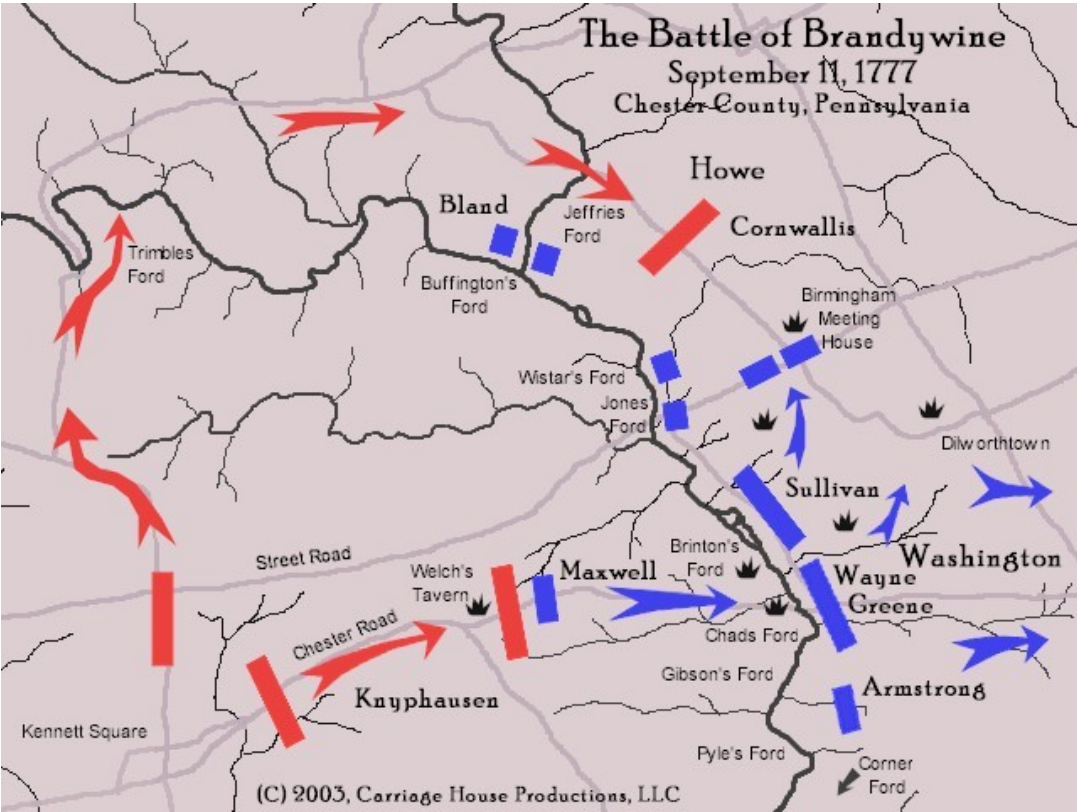 The Battle of Brandywine
September 11, 1777
Chester County, Pennsylvania
Howe
Cornwallis
Bland
Jeffries
Ford
Trimbles
Ford
Buffington's
Ford
Birmingham
Meeting
House
Wistar's Ford
Jones
Ford
Dilworthtown
Sullivan
Street Road
Brinton's
Ford
Washington
Welch's
Tavern
Maxwell
Wayne
Greene
Chester Road
Chads Ford
Gibson's Ford
Armstrong
Knyphausen
Kennett Square
Pyle's Ford
Corner
Ford
(C) 2003, Carriage House Productions, LLC